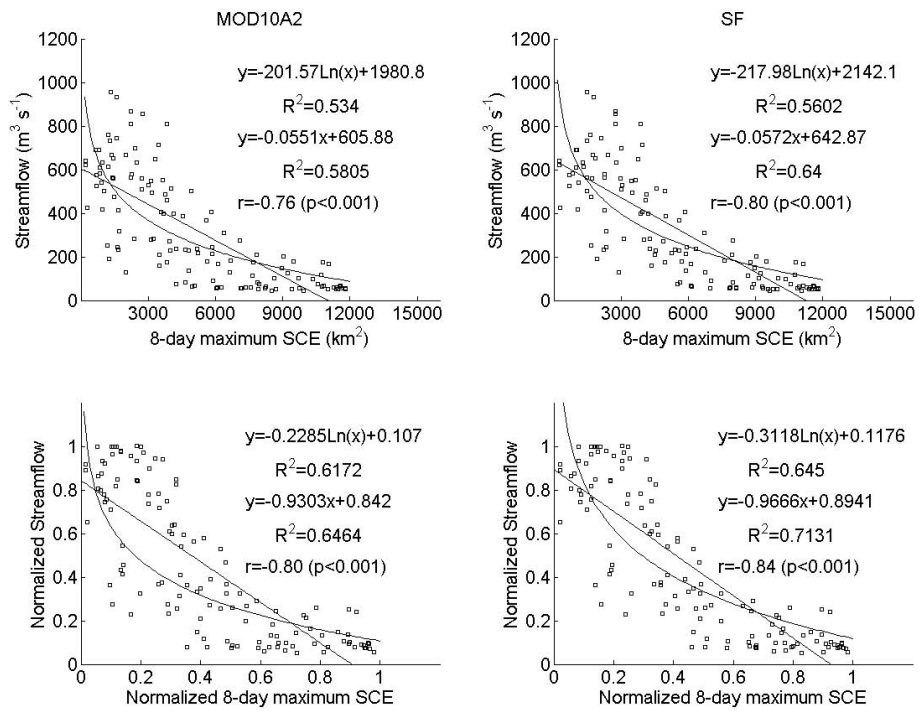 MOD10A2
1200
1000
800
600
400
200
0
Streamflow (m³ s⁻¹)
y=-201.57Ln(x)+1980.8
R²=0.534
y=-0.0551x+605.88
R²=0.5805
r=-0.76 (p<0.001)
3000 6000 9000 12000 15000
8-day maximum SCE (km²)
SF
1200
1000
800
600
400
200
0
Streamflow (m³ s⁻¹)
y=-217.98Ln(x)+2142.1
R²=0.5602
y=-0.0572x+642.87
R²=0.64
r=-0.80 (p<0.001)
3000 6000 9000 12000 15000
8-day maximum SCE (km²)
1
0.8
0.6
0.4
0.2
0
Normalized Streamflow
y=-0.2285Ln(x)+0.107
R²=0.6172
y=-0.9303x+0.842
R²=0.6464
r=-0.80 (p<0.001)
0 0.2 0.4 0.6 0.8 1
Normalized 8-day maximum SCE
1
0.8
0.6
0.4
0.2
0
Normalized Streamflow
y=-0.3118Ln(x)+0.1176
R²=0.645
y=-0.9666x+0.8941
R²=0.7131
r=-0.84 (p<0.001)
0 0.2 0.4 0.6 0.8 1
Normalized 8-day maximum SCE